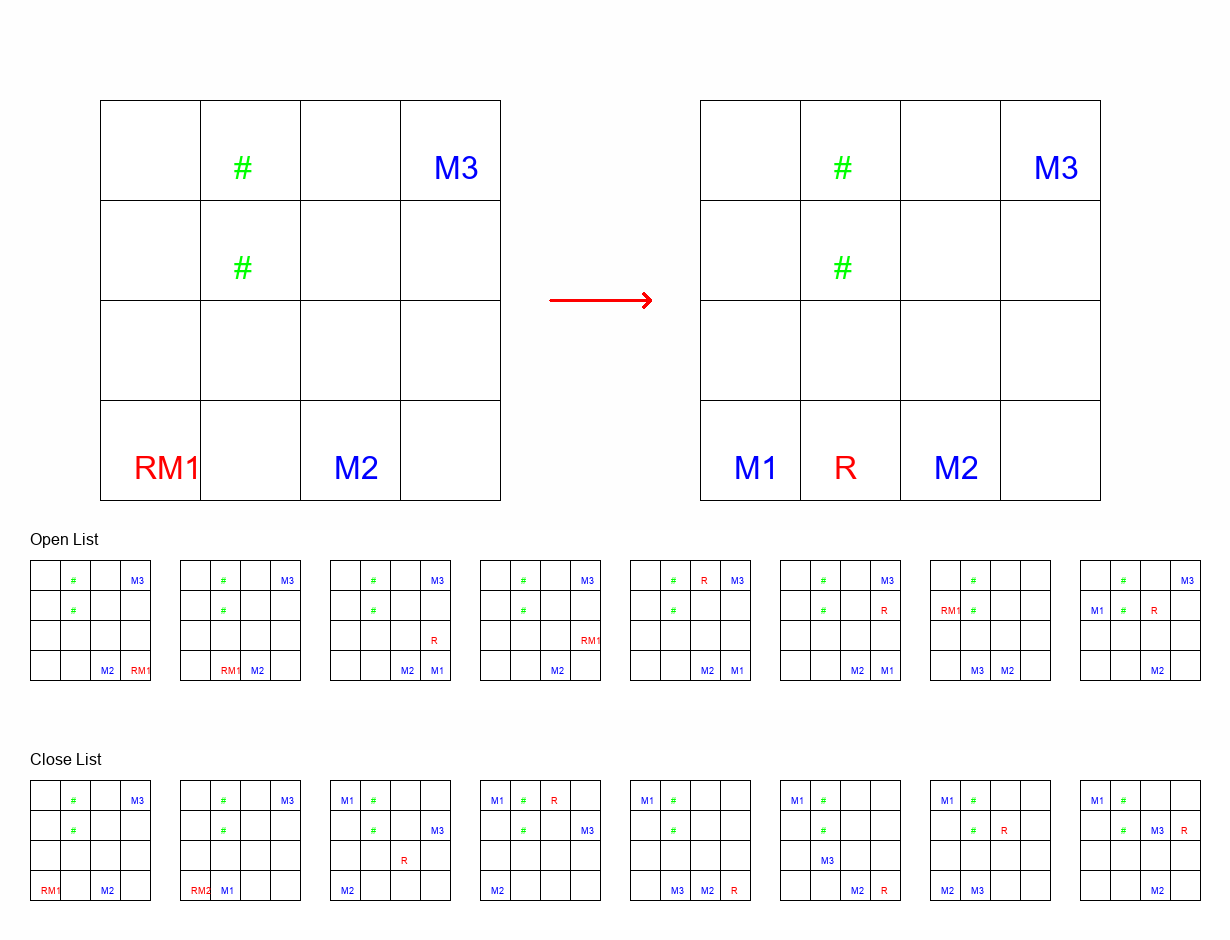 # M3 # M3
# #
RM1 M2 M1 R M2
Open List
# M3 # M3 # M3 # M3 # R M3 # M3 # # M3
# # # # # # R RM1 # M1 # R
R RM1
M2 RM1 RM1 M2 M2 M1 M2 M2 M1 M2 M1 M3 M2 M2
Close List
# M3 # M3 M1 # M1 # R M1 # M1 # M1 # M1 #
# # # M3 # M3 # # # R # M3 R
R M3
RM1 M2 RM2 M1 M2 M2 M3 M2 R M2 R M2 M3 M2